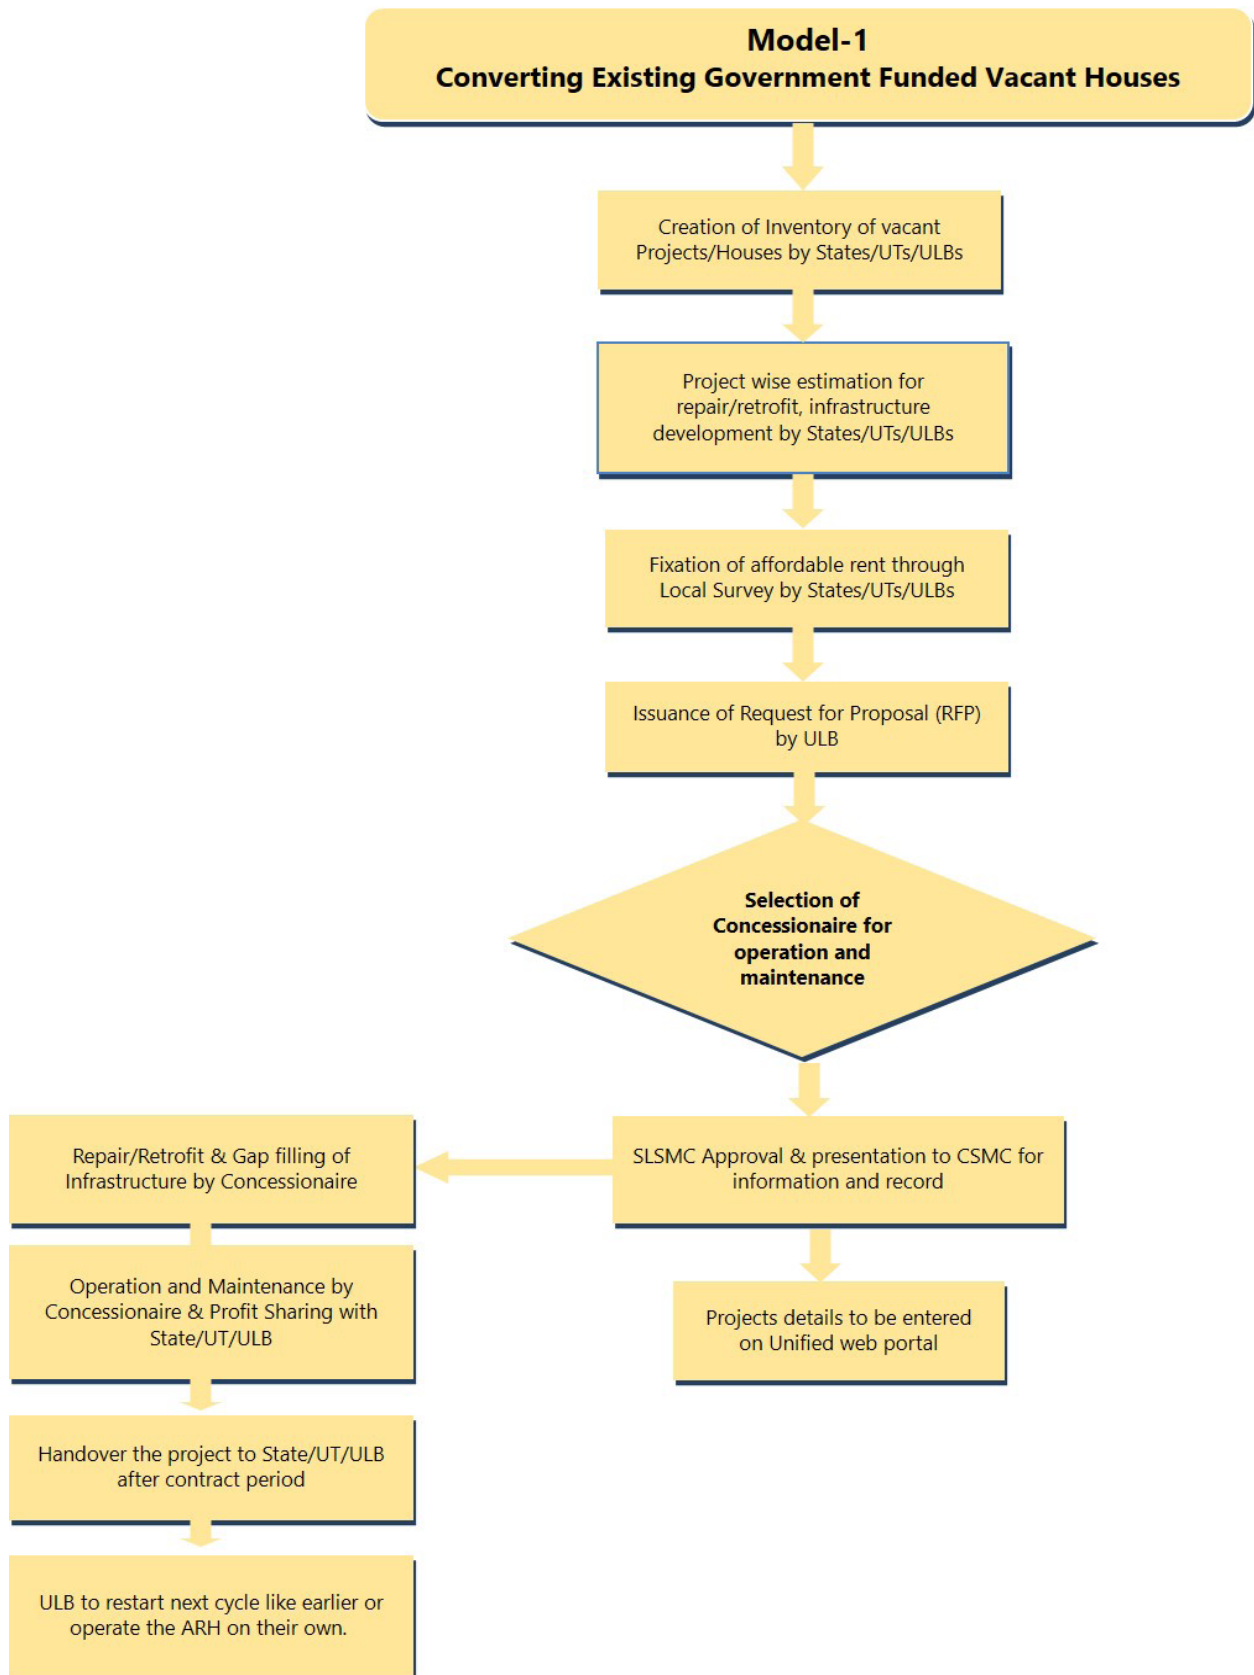 Model-1
Converting Existing Government Funded Vacant Houses
Creation of Inventory of vacant
Projects/Houses by States/UTs/ULBs
Project wise estimation for
repair/retrofit, infrastructure
development by States/UTs/ULBs
Fixation of affordable rent through
Local Survey by States/UTs/ULBs
Issuance of Request for Proposal (RFP)
by ULB
Selection of
Concessionaire for
operation and
maintenance
SLSMC Approval & presentation to CSMC for
information and record
Projects details to be entered
on Unified web portal
Repair/Retrofit & Gap filling of
Infrastructure by Concessionaire
Operation and Maintenance by
Concessionaire & Profit Sharing with
State/UT/ULB
Handover the project to State/UT/ULB
after contract period
ULB to restart next cycle like earlier or
operate the ARH on their own.